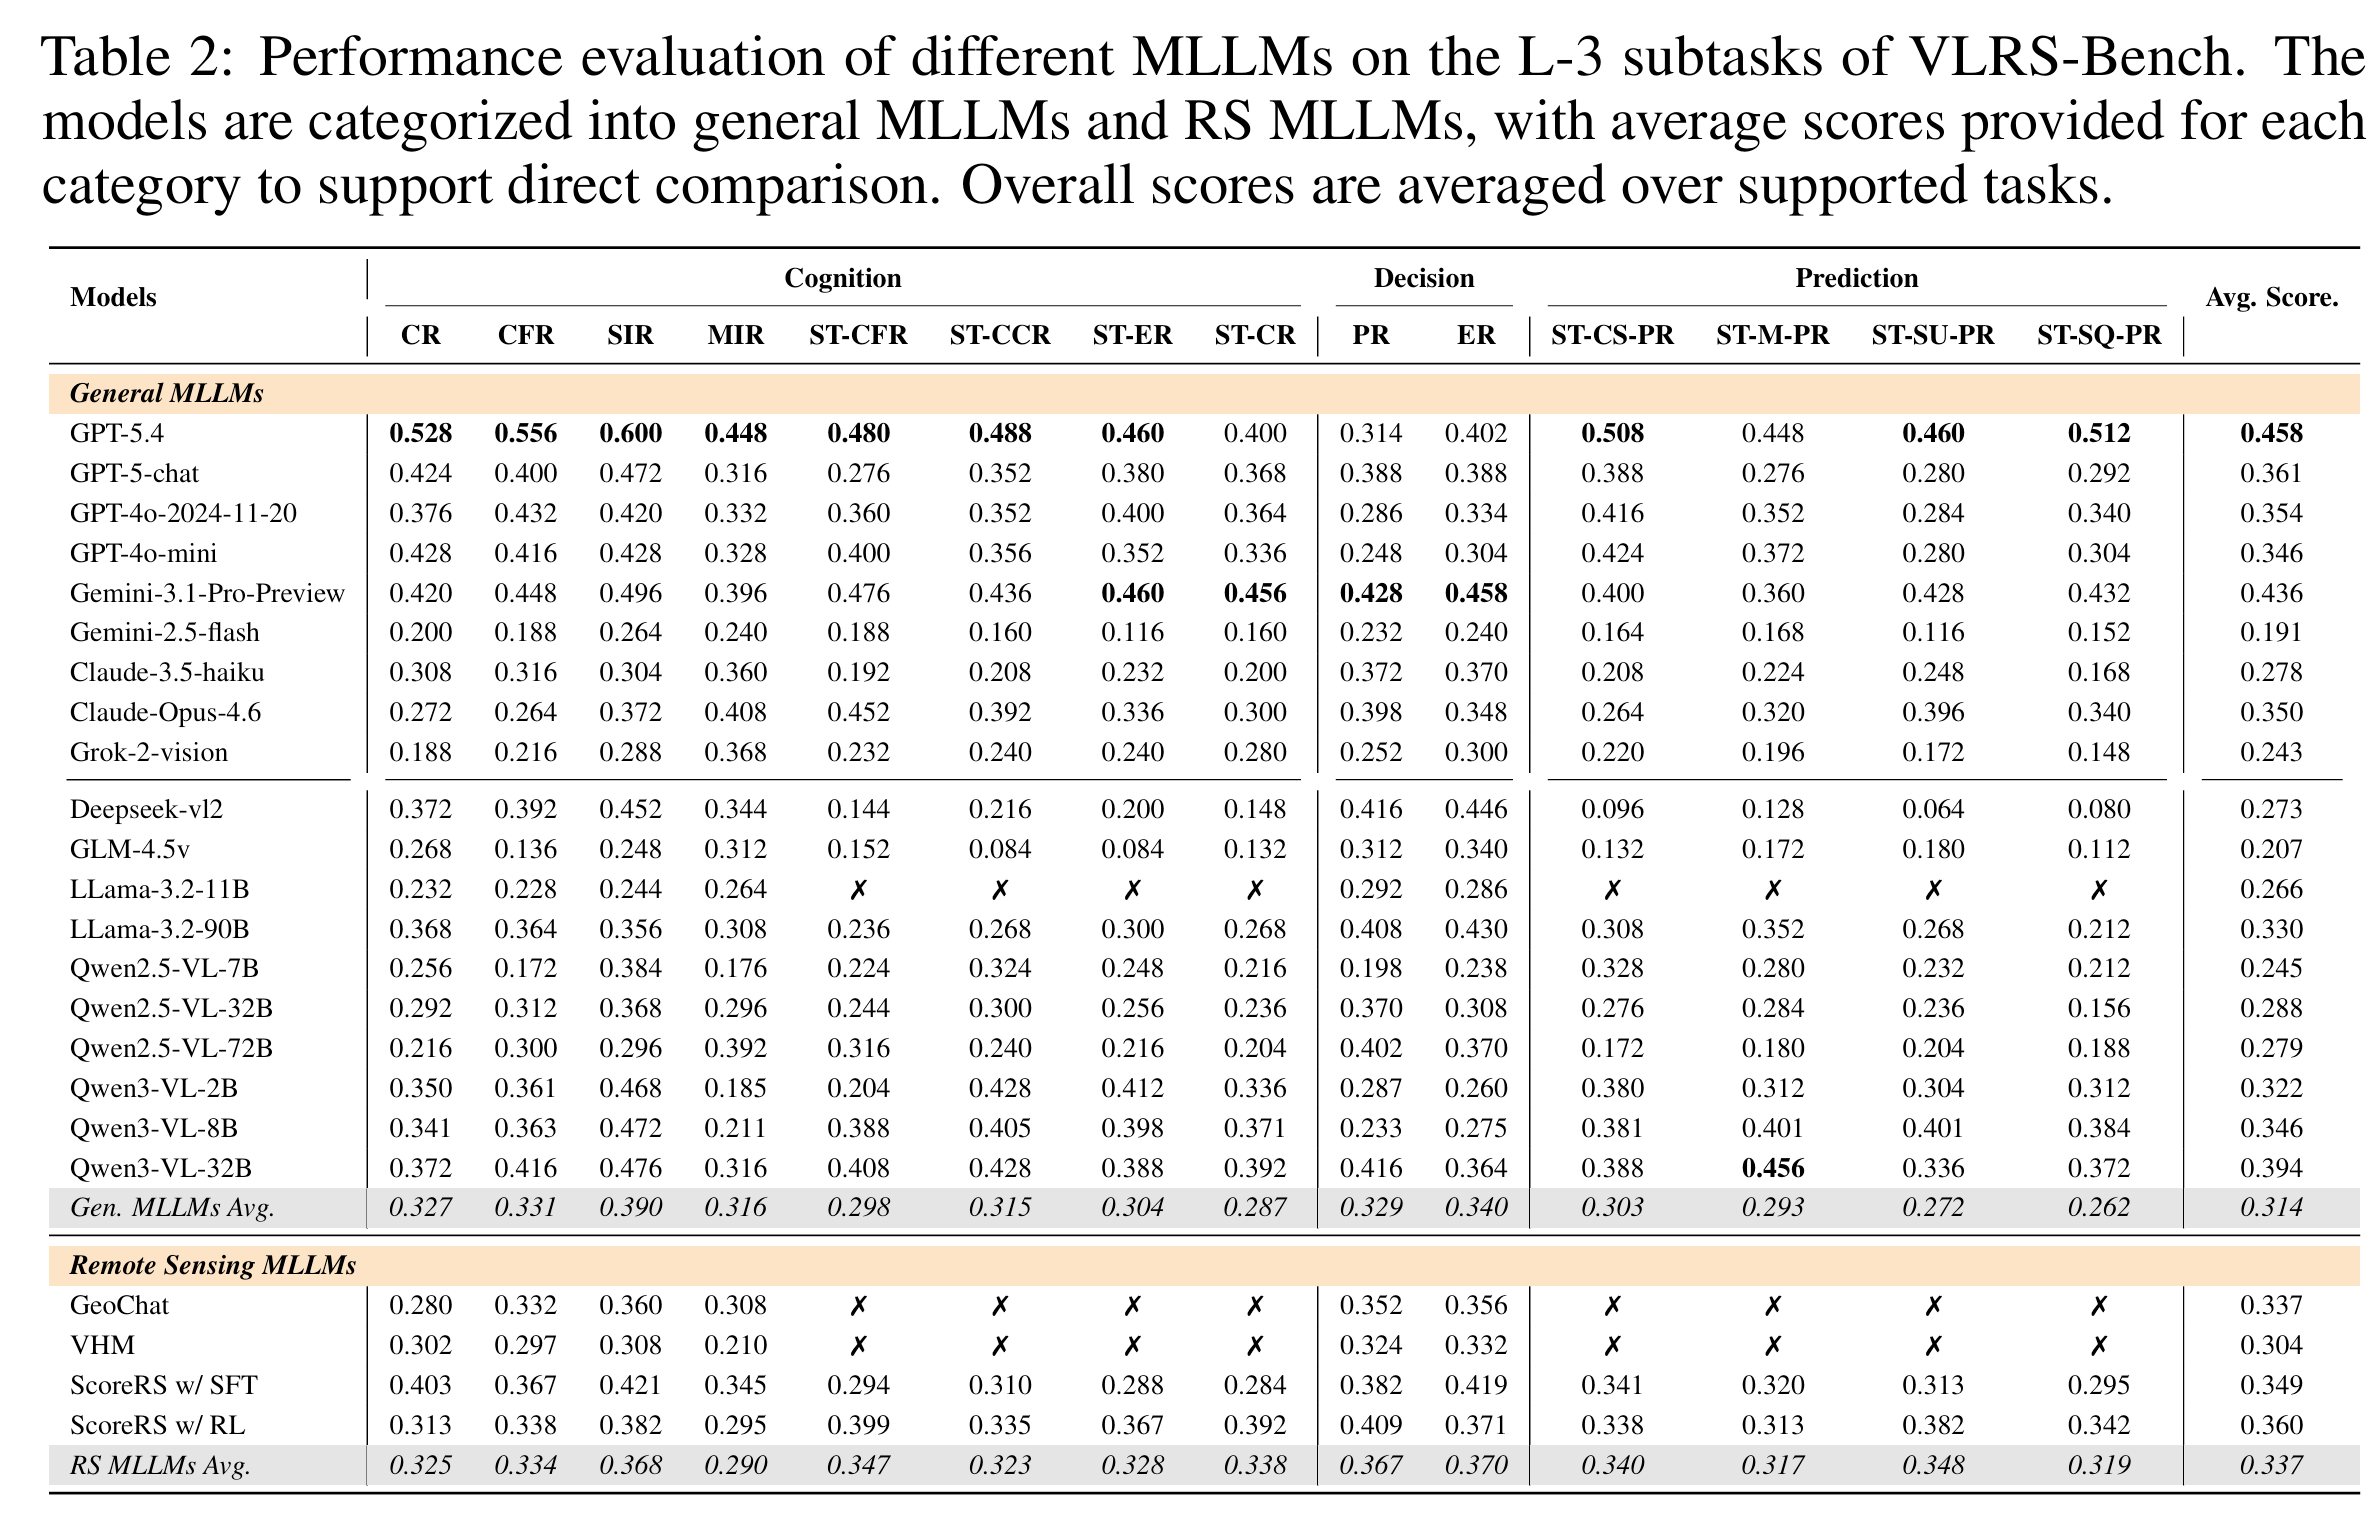 Table 2: Performance evaluation of different MLLMs on the L-3 subtasks of VLRS-Bench. The
models are categorized into general MLLMs and RS MLLMs, with average scores provided for each
category to support direct comparison. Overall scores are averaged over supported tasks.
Models Cognition Decision Prediction Avg. Score.
CR CFR SIR MIR ST-CFR ST-CCR ST-ER ST-CR PR ER ST-CS-PR ST-M-PR ST-SU-PR ST-SQ-PR
General MLLMs
GPT-5.4 0.528 0.556 0.600 0.448 0.480 0.488 0.460 0.400 0.314 0.402 0.508 0.448 0.460 0.512 0.458
GPT-5-chat 0.424 0.400 0.472 0.316 0.276 0.352 0.380 0.368 0.388 0.388 0.388 0.276 0.280 0.292 0.361
GPT-4o-2024-11-20 0.376 0.432 0.420 0.332 0.360 0.352 0.400 0.364 0.286 0.334 0.416 0.352 0.284 0.340 0.354
GPT-4o-mini 0.428 0.416 0.428 0.328 0.400 0.356 0.352 0.336 0.248 0.304 0.424 0.372 0.280 0.304 0.346
Gemini-3.1-Pro-Preview 0.420 0.448 0.496 0.396 0.476 0.436 0.460 0.456 0.428 0.458 0.400 0.360 0.428 0.432 0.436
Gemini-2.5-flash 0.200 0.188 0.264 0.240 0.188 0.160 0.116 0.160 0.232 0.240 0.164 0.168 0.116 0.152 0.191
Claude-3.5-haiku 0.308 0.316 0.304 0.360 0.192 0.208 0.232 0.200 0.372 0.370 0.208 0.224 0.248 0.168 0.278
Claude-Opus-4.6 0.272 0.264 0.372 0.408 0.452 0.392 0.336 0.300 0.398 0.348 0.264 0.320 0.396 0.340 0.350
Grok-2-vision 0.188 0.216 0.288 0.368 0.232 0.240 0.240 0.280 0.252 0.300 0.220 0.196 0.172 0.148 0.243
Deepseek-vl2 0.372 0.392 0.452 0.344 0.144 0.216 0.200 0.148 0.416 0.446 0.096 0.128 0.064 0.080 0.273
GLM-4.5v 0.268 0.136 0.248 0.312 0.152 0.084 0.084 0.132 0.312 0.340 0.132 0.172 0.180 0.112 0.207
LLama-3.2-11B 0.232 0.228 0.244 0.264 ✗ ✗ ✗ ✗ 0.292 0.286 ✗ ✗ ✗ ✗ 0.266
LLama-3.2-90B 0.368 0.364 0.356 0.308 0.236 0.268 0.300 0.268 0.408 0.430 0.308 0.352 0.268 0.212 0.330
Qwen2.5-VL-7B 0.256 0.172 0.384 0.176 0.224 0.324 0.248 0.216 0.198 0.238 0.328 0.280 0.232 0.212 0.245
Qwen2.5-VL-32B 0.292 0.312 0.368 0.296 0.244 0.300 0.256 0.236 0.370 0.308 0.276 0.284 0.236 0.156 0.288
Qwen2.5-VL-72B 0.216 0.300 0.296 0.392 0.316 0.240 0.216 0.204 0.402 0.370 0.172 0.180 0.204 0.188 0.279
Qwen3-VL-2B 0.350 0.361 0.468 0.185 0.204 0.428 0.412 0.336 0.287 0.260 0.380 0.312 0.304 0.312 0.322
Qwen3-VL-8B 0.341 0.363 0.472 0.211 0.388 0.405 0.398 0.371 0.233 0.275 0.381 0.401 0.401 0.384 0.346
Qwen3-VL-32B 0.372 0.416 0.476 0.316 0.408 0.428 0.388 0.392 0.416 0.364 0.388 0.456 0.336 0.372 0.394
Gen. MLLMs Avg. 0.327 0.331 0.390 0.316 0.298 0.315 0.304 0.287 0.329 0.340 0.303 0.293 0.272 0.262 0.314
Remote Sensing MLLMs
GeoChat 0.280 0.332 0.360 0.308 ✗ ✗ ✗ ✗ 0.352 0.356 ✗ ✗ ✗ ✗ 0.337
VHM 0.302 0.297 0.308 0.210 ✗ ✗ ✗ ✗ 0.324 0.332 ✗ ✗ ✗ ✗ 0.304
ScoreRS w/ SFT 0.403 0.367 0.421 0.345 0.294 0.310 0.288 0.284 0.382 0.419 0.341 0.320 0.313 0.295 0.349
ScoreRS w/ RL 0.313 0.338 0.382 0.295 0.399 0.335 0.367 0.392 0.409 0.371 0.338 0.313 0.382 0.342 0.360
RS MLLMs Avg. 0.325 0.334 0.368 0.290 0.347 0.323 0.328 0.338 0.367 0.370 0.340 0.317 0.348 0.319 0.337